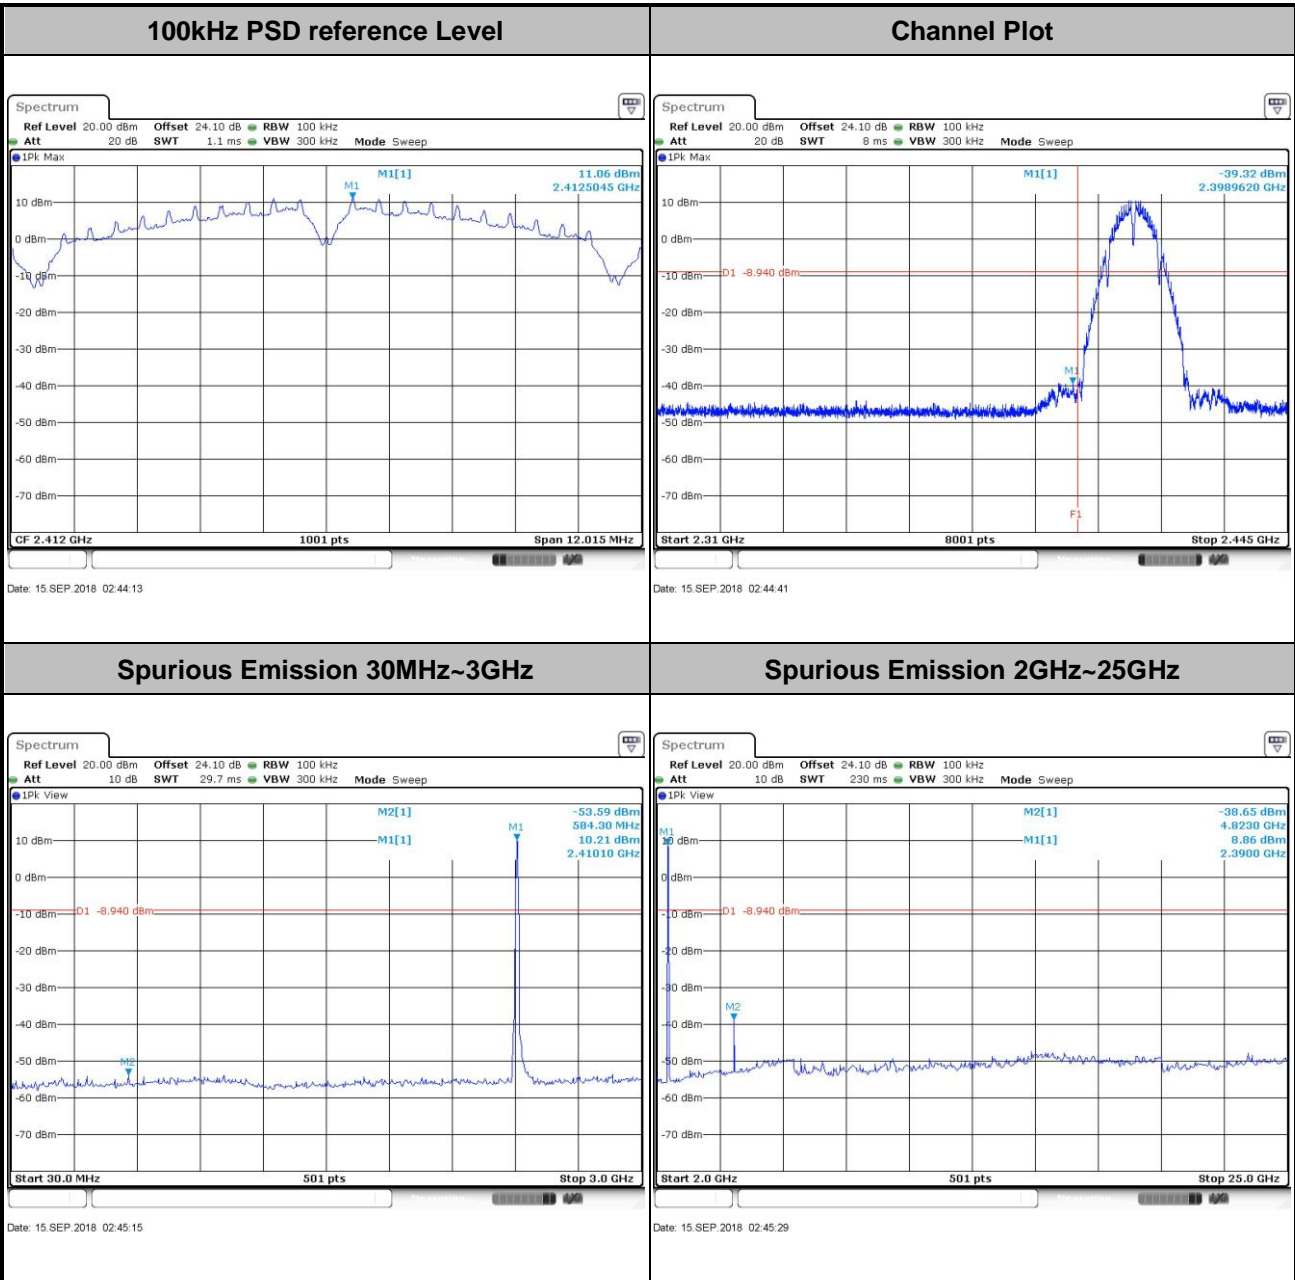 100kHz PSD reference Level
Channel Plot
Spectrum
Ref Level 20.00 dBm Offset 24.10 dB RBW 100 kHz
Att 20 dB SWT 1.1 ms VBW 300 kHz Mode Sweep
1Pk Max
M1[1] 11.06 dBm
2.4125045 GHz
M1
10 dBm
0 dBm
-10 dBm
-20 dBm
-30 dBm
-40 dBm
-50 dBm
-60 dBm
-70 dBm
CF 2.412 GHz 1001 pts Span 12.015 MHz
Date: 15.SEP.2018 02:44:13
Spectrum
Ref Level 20.00 dBm Offset 24.10 dB RBW 100 kHz
Att 20 dB SWT 8 ms VBW 300 kHz Mode Sweep
1Pk Max
M1[1] -39.32 dBm
2.3989620 GHz
10 dBm
0 dBm
D1 -8.940 dBm
-10 dBm
-20 dBm
-30 dBm
M1
-40 dBm
-50 dBm
-60 dBm
-70 dBm
F1
Start 2.31 GHz 8001 pts Stop 2.445 GHz
Date: 15.SEP.2018 02:44:41
Spurious Emission 30MHz~3GHz
Spurious Emission 2GHz~25GHz
Spectrum
Ref Level 20.00 dBm Offset 24.10 dB RBW 100 kHz
Att 10 dB SWT 29.7 ms VBW 300 kHz Mode Sweep
1Pk View
M2[1] -53.59 dBm
584.30 MHz
M1[1] 10.21 dBm
2.41010 GHz
M1
10 dBm
0 dBm
D1 -8.940 dBm
-10 dBm
-20 dBm
-30 dBm
-40 dBm
-50 dBm
M2
-60 dBm
-70 dBm
Start 30.0 MHz 501 pts Stop 3.0 GHz
Date: 15.SEP.2018 02:45:15
Spectrum
Ref Level 20.00 dBm Offset 24.10 dB RBW 100 kHz
Att 10 dB SWT 230 ms VBW 300 kHz Mode Sweep
1Pk View
M2[1] -38.65 dBm
4.8230 GHz
M1[1] 8.86 dBm
2.3900 GHz
M1
10 dBm
0 dBm
D1 -8.940 dBm
-10 dBm
-20 dBm
-30 dBm
M2
-40 dBm
-50 dBm
-60 dBm
-70 dBm
Start 2.0 GHz 501 pts Stop 25.0 GHz
Date: 15.SEP.2018 02:45:29